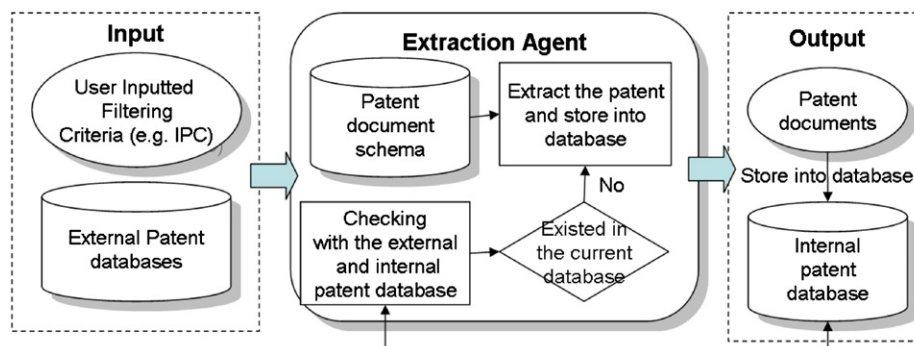 Input
User Inputted
Filtering
Criteria (e.g. IPC)
External Patent
databases
Extraction Agent
Patent
document
schema
Extract the patent
and store into
database
No
Checking
with the external
and internal
patent database
Existed in
the current
database
Output
Patent
documents
Store into database
Internal
patent
database